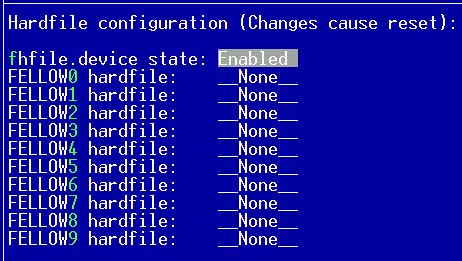 Hardfile configuration (Changes cause reset):
fhfile.device state: Enabled
FELLOW0 hardfile: __None__
FELLOW1 hardfile: __None__
FELLOW2 hardfile: __None__
FELLOW3 hardfile: __None__
FELLOW4 hardfile: __None__
FELLOW5 hardfile: __None__
FELLOW6 hardfile: __None__
FELLOW7 hardfile: __None__
FELLOW8 hardfile: __None__
FELLOW9 hardfile: __None__